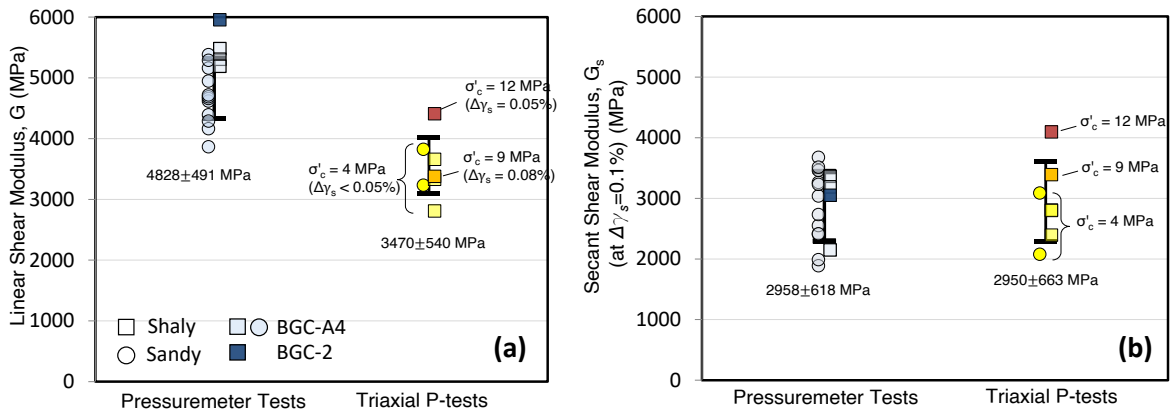 Linear Shear Modulus, G (MPa)
6000
5000
4000
3000
2000
1000
0
σ'c = 12 MPa
(Δγs = 0.05%)
σ'c = 4 MPa
(Δγs < 0.05%)
σ'c = 9 MPa
(Δγs = 0.08%)
4828±491 MPa
3470±540 MPa
Shaly
Sandy
BGC-A4
BGC-2
(a)
Pressuremeter Tests
Triaxial P-tests
Secant Shear Modulus, Gs
(at Δγs=0.1%) (MPa)
6000
5000
4000
3000
2000
1000
0
σ'c = 12 MPa
σ'c = 9 MPa
σ'c = 4 MPa
2958±618 MPa
2950±663 MPa
(b)
Pressuremeter Tests
Triaxial P-tests